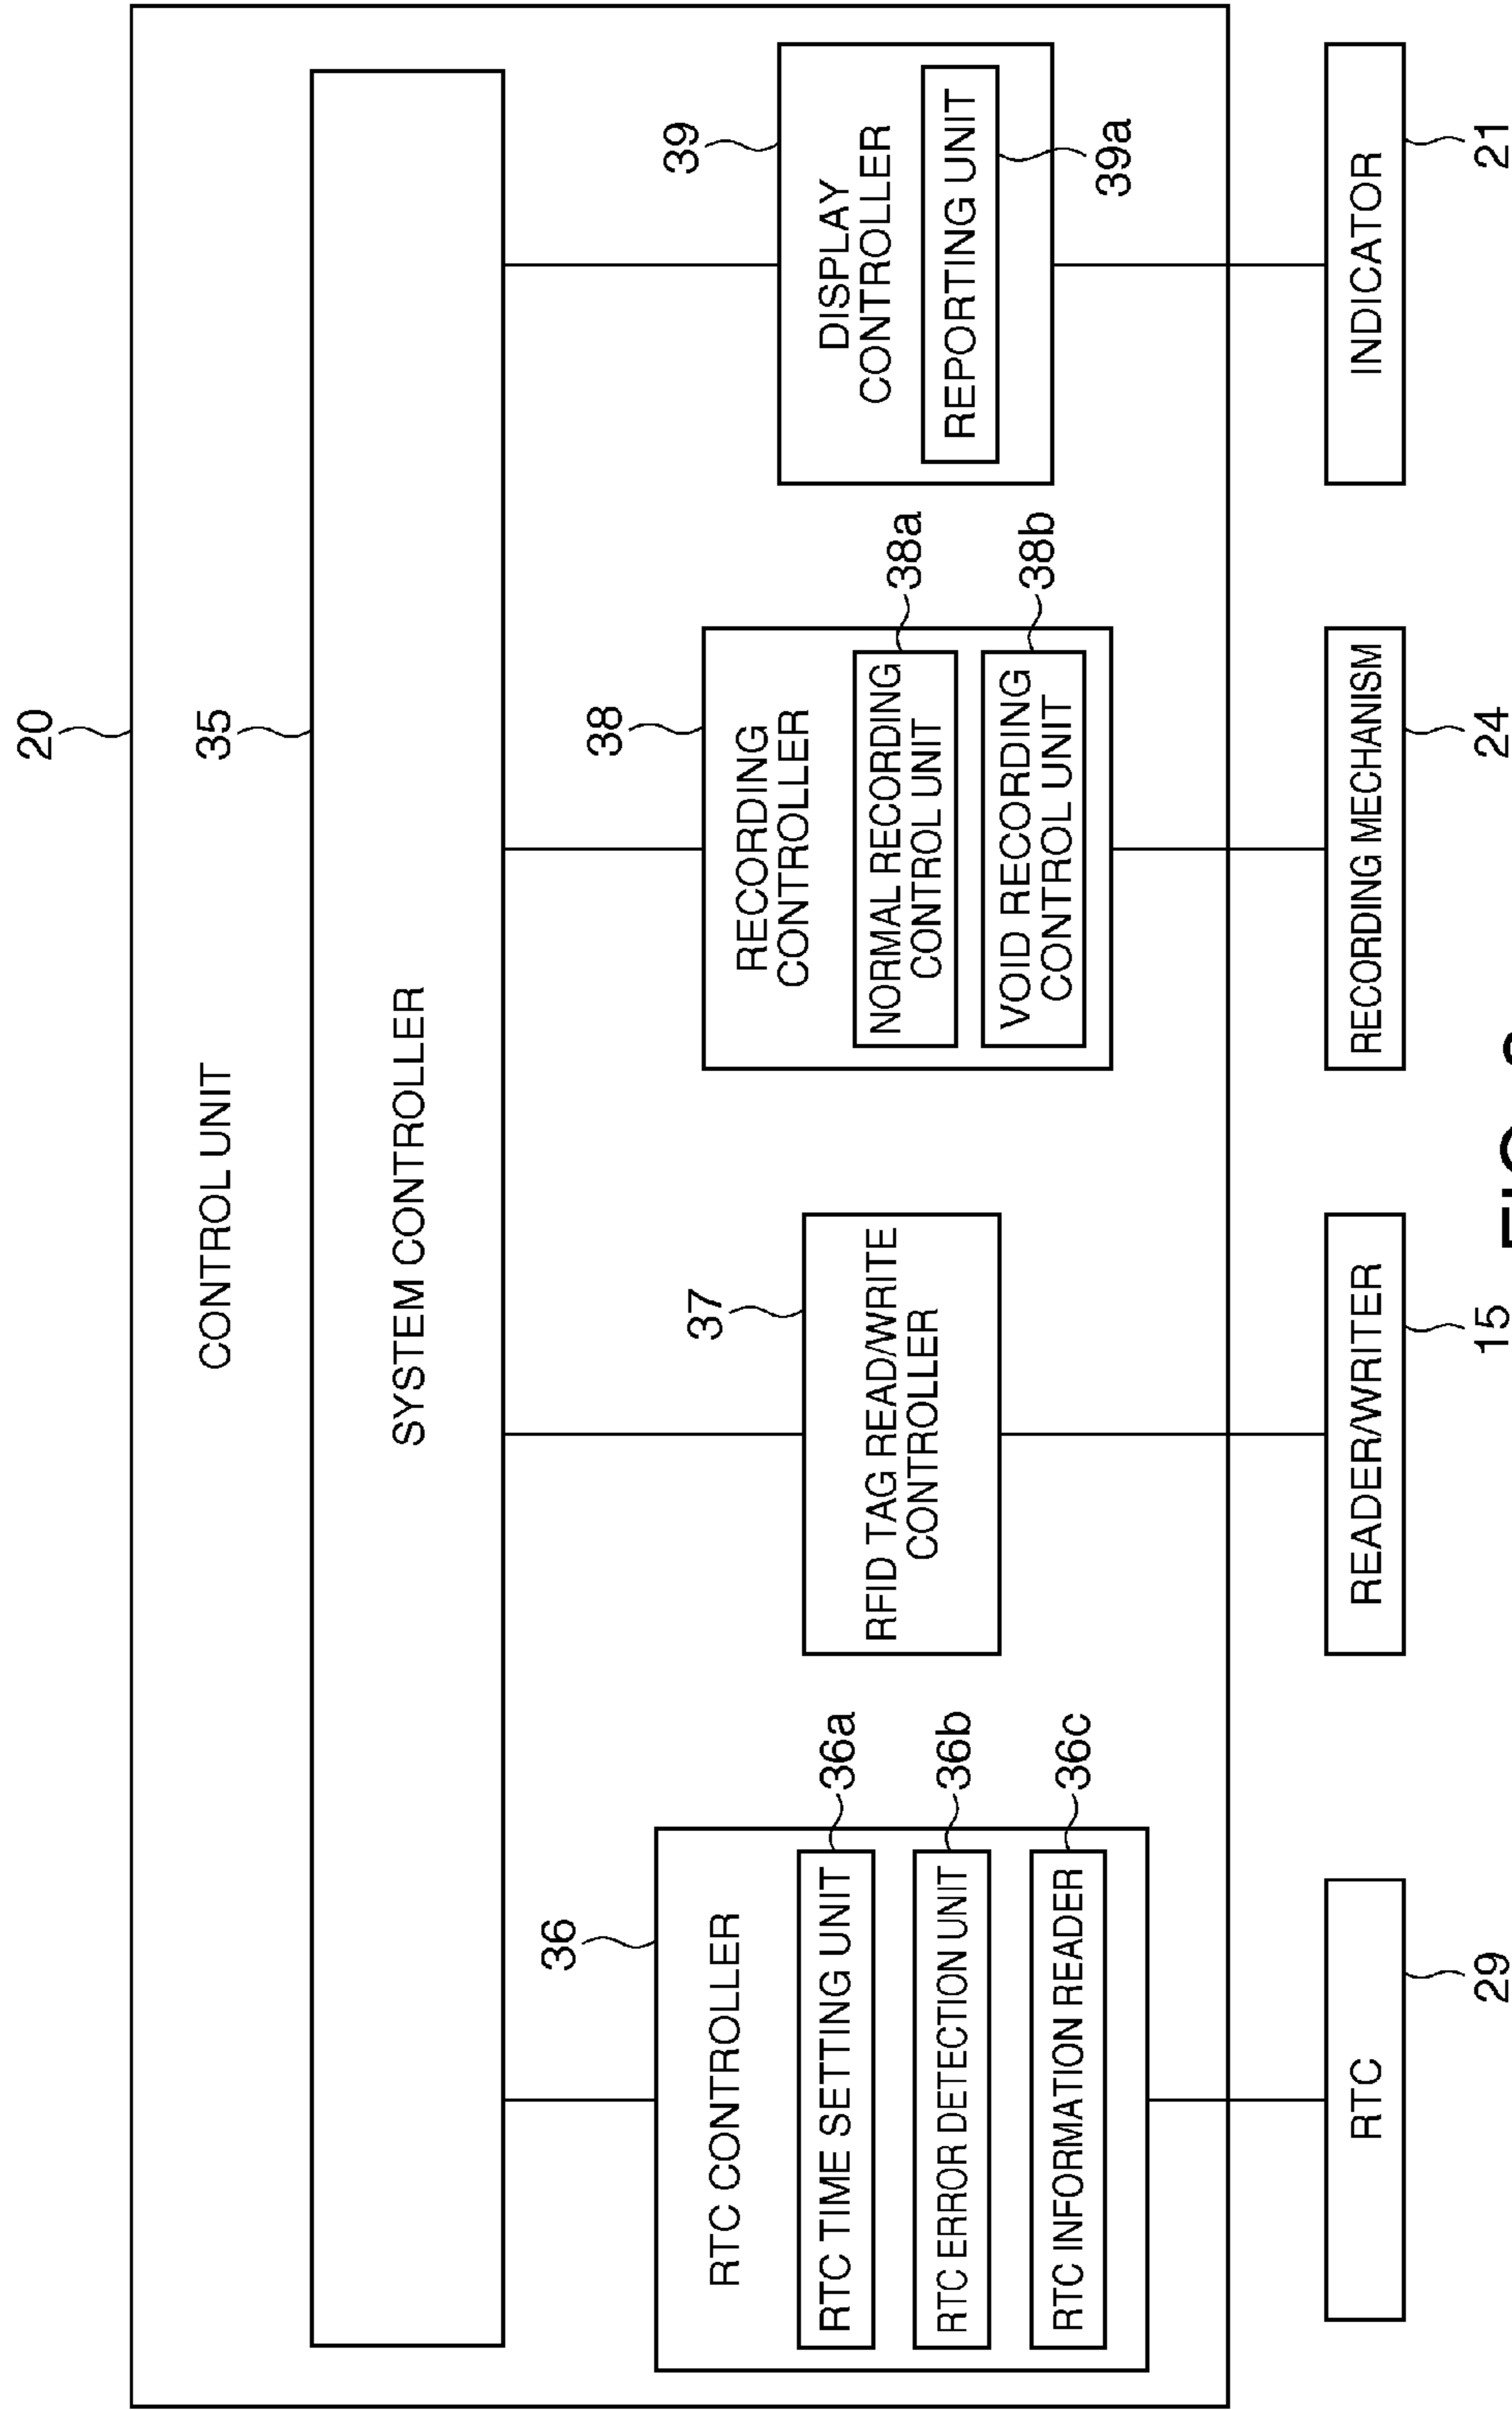 20
CONTROL UNIT
35
SYSTEM CONTROLLER
36
RTC CONTROLLER
RTC TIME SETTING UNIT
36a
RTC ERROR DETECTION UNIT
36b
RTC INFORMATION READER
36c
37
RFID TAG READ/WRITE
CONTROLLER
38
RECORDING
CONTROLLER
NORMAL RECORDING
CONTROL UNIT
38a
VOID RECORDING
CONTROL UNIT
38b
39
DISPLAY
CONTROLLER
REPORTING UNIT
39a
RTC
29
READER/WRITER
15
RECORDING MECHANISM
24
INDICATOR
21